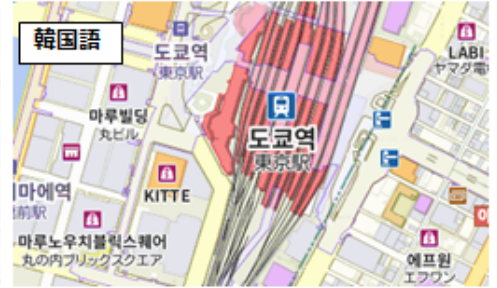 韓国語
도쿄역
東京駅
LABI
ヤマダ電
마루빌딩
丸ビル
도쿄역
東京駅
마에역
前駅
KITTE
마루노우치블릭스퀘어
丸の内ブリックスクエア
에프원
エフワン